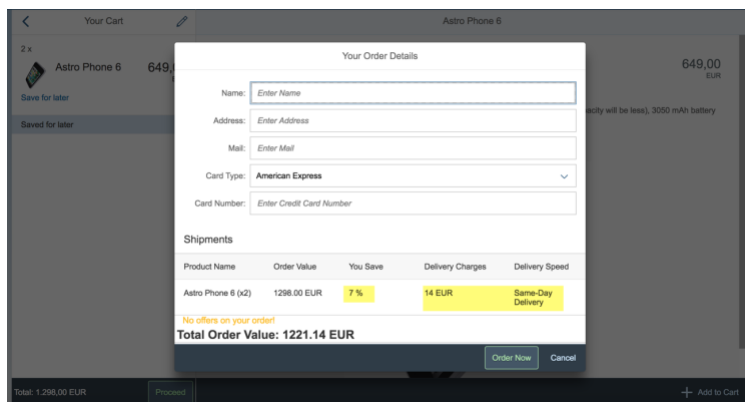 Your Cart
Astro Phone 6
2 x
Astro Phone 6
649,
Save for later
Saved for later
649,00
EUR
acity will be less), 3050 mAh battery
Your Order Details
Name: Enter Name
Address: Enter Address
Mail: Enter Mail
Card Type: American Express
Card Number: Enter Credit Card Number
Shipments
Product Name Order Value You Save Delivery Charges Delivery Speed
Astro Phone 6 (x2) 1298.00 EUR 7 % 14 EUR Same-Day
Delivery
No offers on your order!
Total Order Value: 1221.14 EUR
Order Now Cancel
Total: 1.298,00 EUR Proceed
Add to Cart